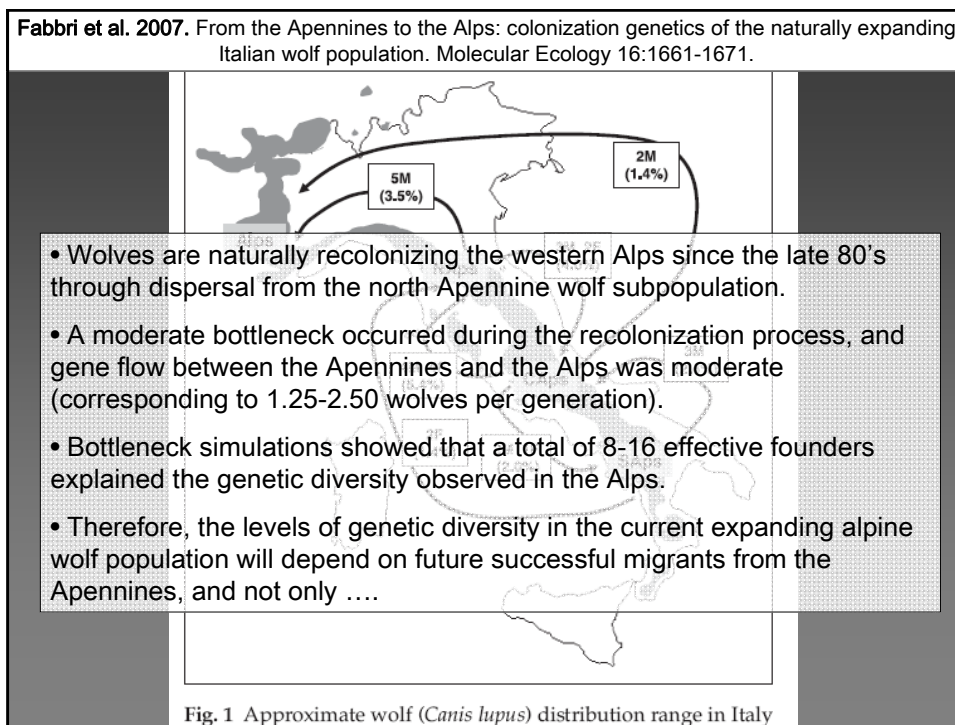 Fabbri et al. 2007. From the Apennines to the Alps: colonization genetics of the naturally expanding
Italian wolf population. Molecular Ecology 16:1661-1671.
2M
(1.4%)
5M
(3.5%)
Alps
• Wolves are naturally recolonizing the western Alps since the late 80's
through dispersal from the north Apennine wolf subpopulation.
• A moderate bottleneck occurred during the recolonization process, and
gene flow between the Apennines and the Alps was moderate
(corresponding to 1.25-2.50 wolves per generation).
• Bottleneck simulations showed that a total of 8-16 effective founders
explained the genetic diversity observed in the Alps.
• Therefore, the levels of genetic diversity in the current expanding alpine
wolf population will depend on future successful migrants from the
Apennines, and not only ….
Fig. 1 Approximate wolf (Canis lupus) distribution range in Italy